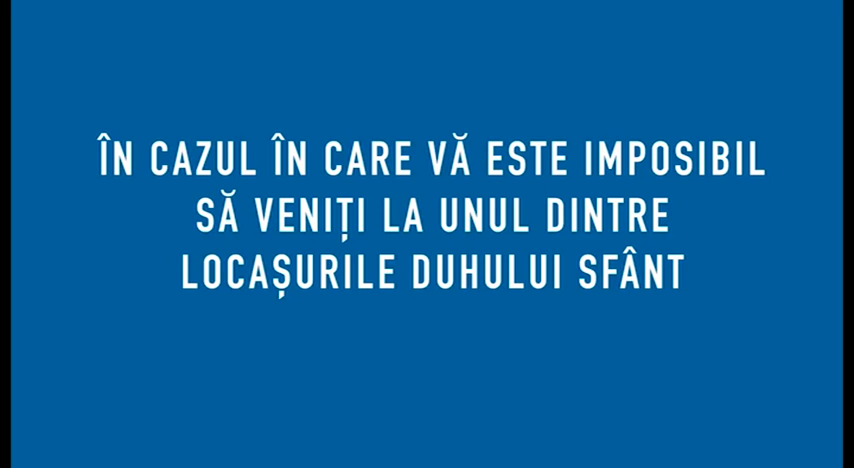 ÎN CAZUL ÎN CARE VĂ ESTE IMPOSIBIL
SĂ VENIȚI LA UNUL DINTRE
LOCAȘURILE DUHULUI SFÂNT